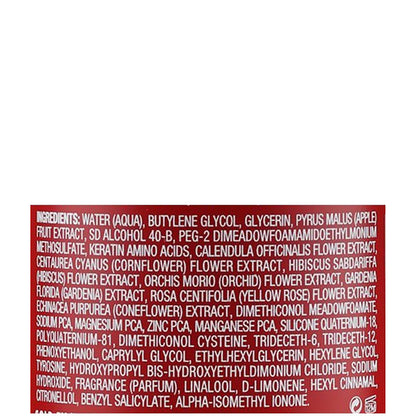 INGREDIENTS: WATER (AQUA), BUTYLENE GLYCOL, GLYCERIN, PYRUS MALUS (APPLE)
FRUIT EXTRACT, SD ALCOHOL 40-B, PEG-2 DIMEADOWFOAMAMIDOETHYLMONIUM
METHOSULFATE, KERATIN AMINO ACIDS, CALENDULA OFFICINALIS FLOWER EXTRACT,
CENTAUREA CYANUS (CORNFLOWER) FLOWER EXTRACT, HIBISCUS SABDARIFFA
(HIBISCUS) FLOWER EXTRACT, ORCHIS MORIO (ORCHID) FLOWER EXTRACT, GARDENIA
FLORIDA (GARDENIA) EXTRACT, ROSA CENTIFOLIA (YELLOW ROSE) FLOWER EXTRACT,
ECHINACEA PURPUREA (CONEFLOWER) EXTRACT, DIMETHICONOL MEADOWFOAMATE,
SODIUM PCA, MAGNESIUM PCA, ZINC PCA, MANGANESE PCA, SILICONE QUATERNIUM-18,
POLYQUATERNIUM-81, DIMETHICONOL CYSTEINE, TRIDECETH-6, TRIDECETH-12,
PHENOXYETHANOL, CAPRYLYL GLYCOL, ETHYLHEXYLGLYCERIN, HEXYLENE GLYCOL,
TYROSINE, HYDROXYPROPYL BIS-HYDROXYETHYLDIMONIUM CHLORIDE, SODIUM
HYDROXIDE, FRAGRANCE (PARFUM), LINALOOL, D-LIMONENE, HEXYL CINNAMAL,
CITRONELLOL, BENZYL SALICYLATE, ALPHA-ISOMETHYL IONONE.